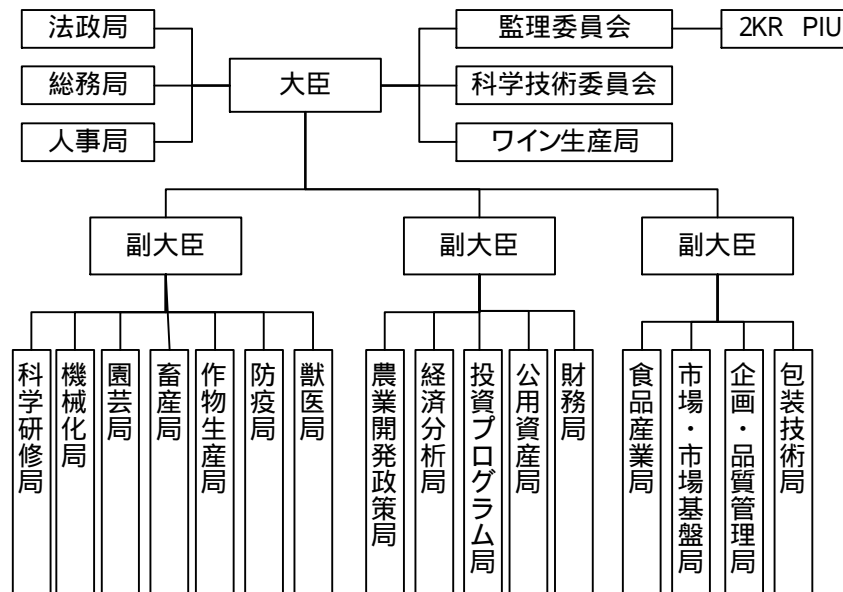 法政局
監理委員会
2KR PIU
総務局
大臣
科学技術委員会
人事局
ワイン生産局
副大臣
副大臣
副大臣
科学研修局
機械化局
園芸局
畜産局
作物生産局
防疫局
獣医局
農業開発政策局
経済分析局
投資プログラム局
公用資産局
財務局
食品産業局
市場・市場基盤局
企画・品質管理局
包装技術局